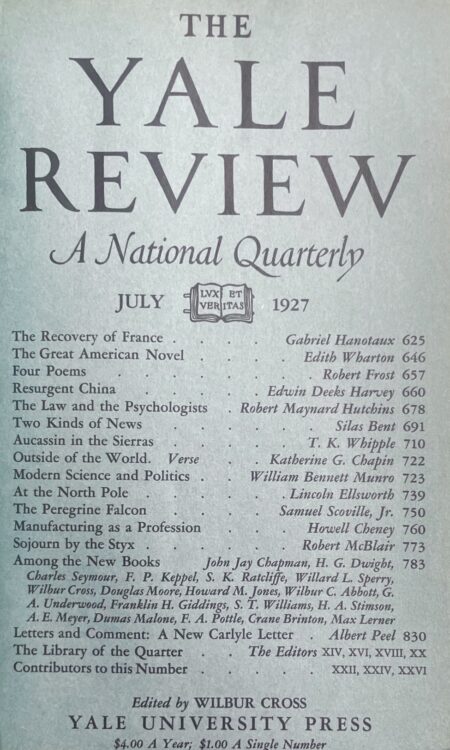 THE
YALE
REVIEW
A National Quarterly
JULY LVX ET VERITAS 1927
The Recovery of France . . . . Gabriel Hanotaux 625
The Great American Novel . . . . Edith Wharton 646
Four Poems . . . . . . . Robert Frost 657
Resurgent China . . . . . Edwin Deeks Harvey 660
The Law and the Psychologists . Robert Maynard Hutchins 678
Two Kinds of News . . . . . . Silas Bent 691
Aucassin in the Sierras . . . . . T. K. Whipple 710
Outside of the World. Verse . . Katherine G. Chapin 722
Modern Science and Politics . . William Bennett Munro 723
At the North Pole . . . . . Lincoln Ellsworth 739
The Peregrine Falcon . . . . Samuel Scoville, Jr. 750
Manufacturing as a Profession . . . Howell Cheney 760
Sojourn by the Styx . . . . . Robert McBlair 773
Among the New Books John Jay Chapman, H. G. Dwight, 783
Charles Seymour, F. P. Keppel, S. K. Ratcliffe, Willard L. Sperry,
Wilbur Cross, Douglas Moore, Howard M. Jones, Wilbur C. Abbott, G.
A. Underwood, Franklin H. Giddings, S. T. Williams, H. A. Stimson,
A. E. Meyer, Dumas Malone, F. A. Pottle, Crane Brinton, Max Lerner
Letters and Comment: A New Carlyle Letter . Albert Peel 830
The Library of the Quarter . . The Editors XIV, XVI, XVIII, XX
Contributors to this Number . . . . XXII, XXIV, XXVI
Edited by WILBUR CROSS
YALE UNIVERSITY PRESS
$4.00 A Year; $1.00 A Single Number